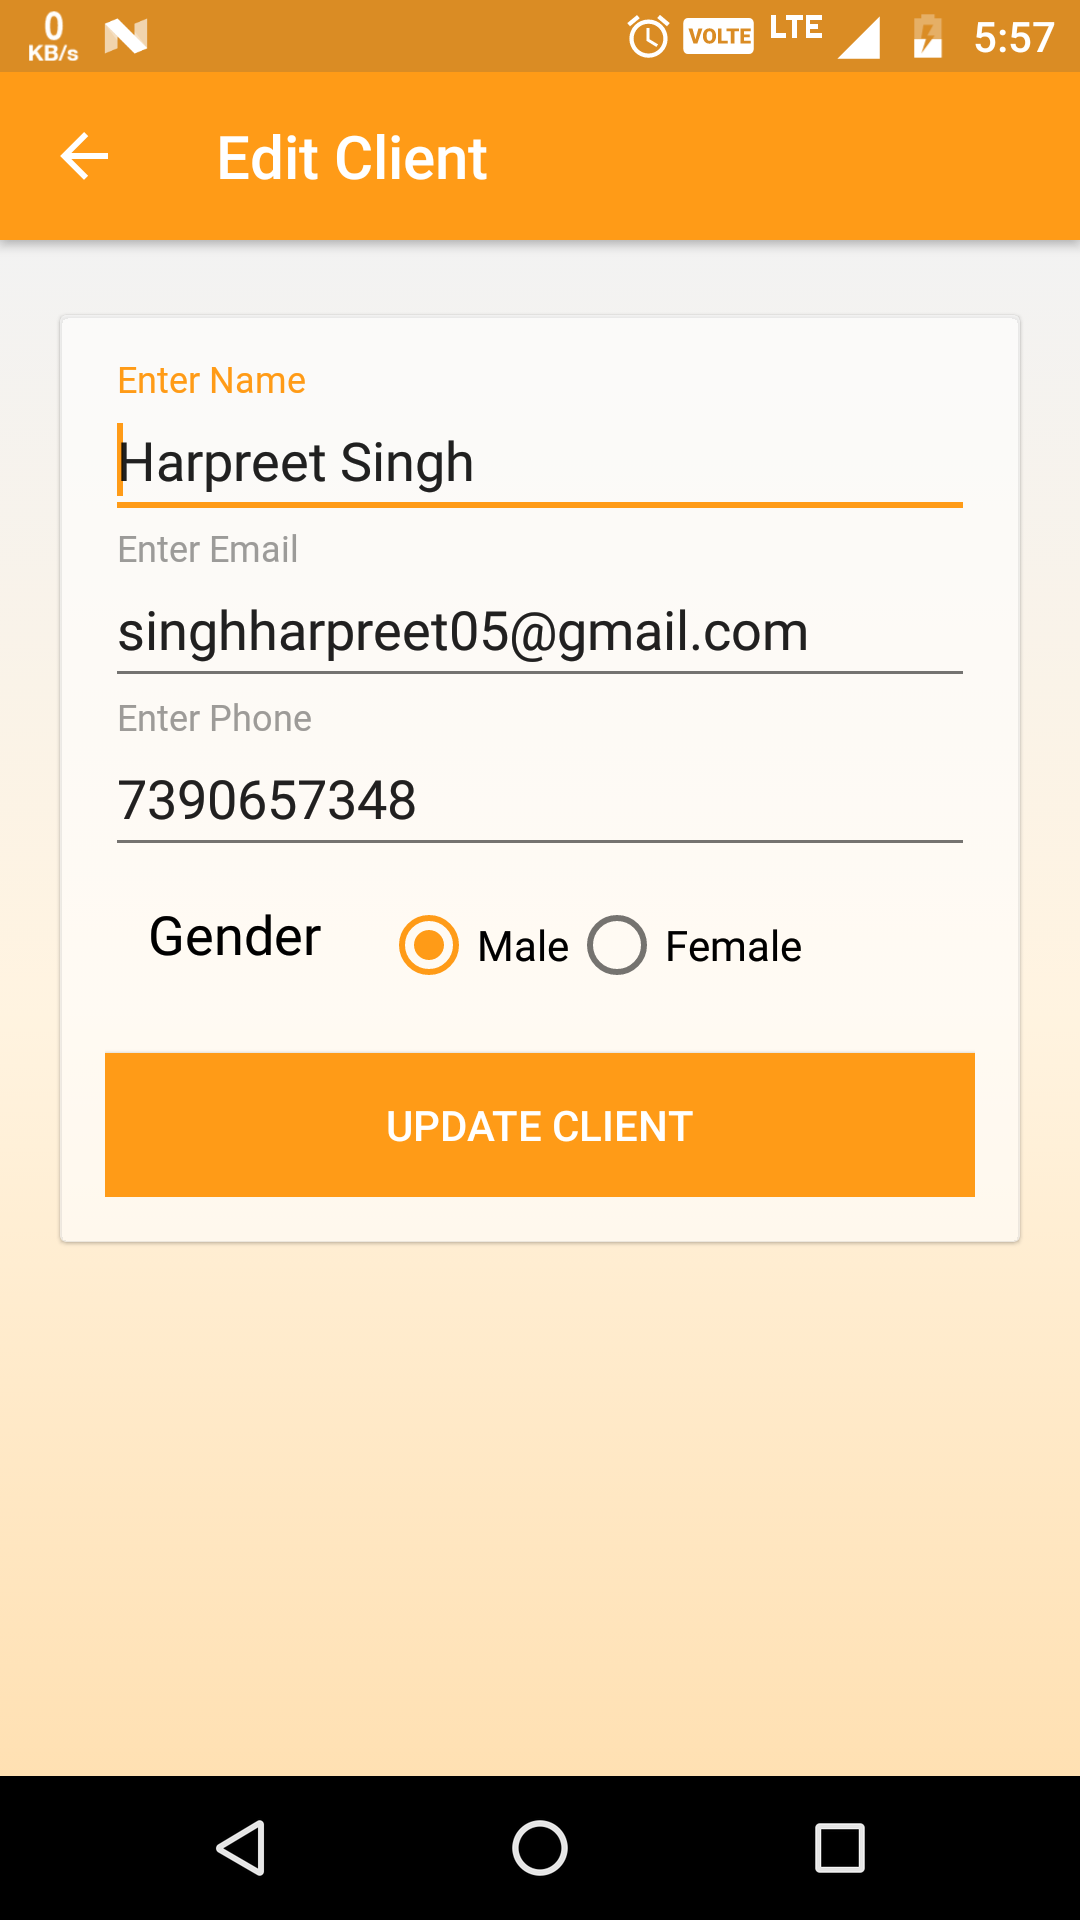 0
KB/s
VOLTE LTE 5:57
Edit Client
Enter Name
Harpreet Singh
Enter Email
singhharpreet05@gmail.com
Enter Phone
7390657348
Gender Male Female
UPDATE CLIENT